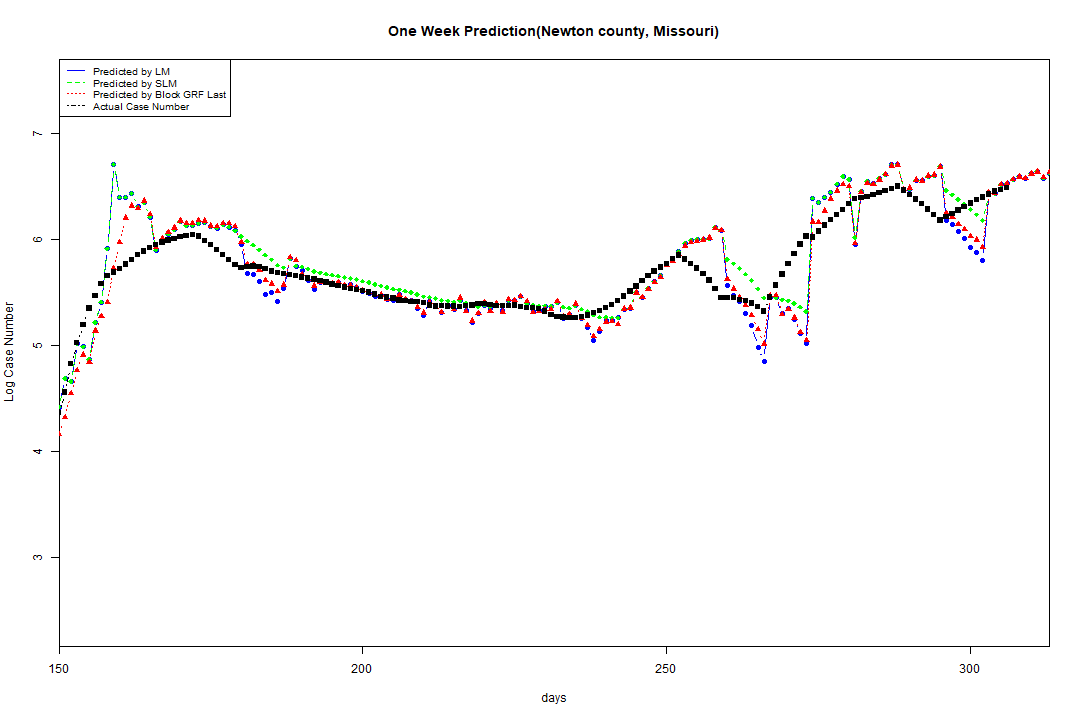 One Week Prediction(Newton county, Missouri)
Predicted by LM
Predicted by SLM
Predicted by Block GRF Last
Actual Case Number
7
6
5
4
3
Log Case Number
150
200
250
300
days